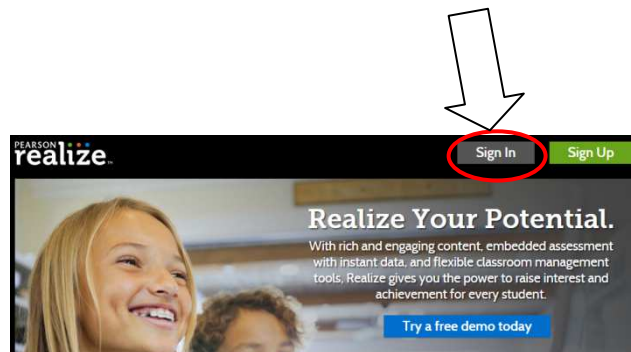 PEARSON
realize™
Sign In
Sign Up
Realize Your Potential.
With rich and engaging content, embedded assessment
with instant data, and flexible classroom management
tools, Realize gives you the power to raise interest and
achievement for every student.
Try a free demo today